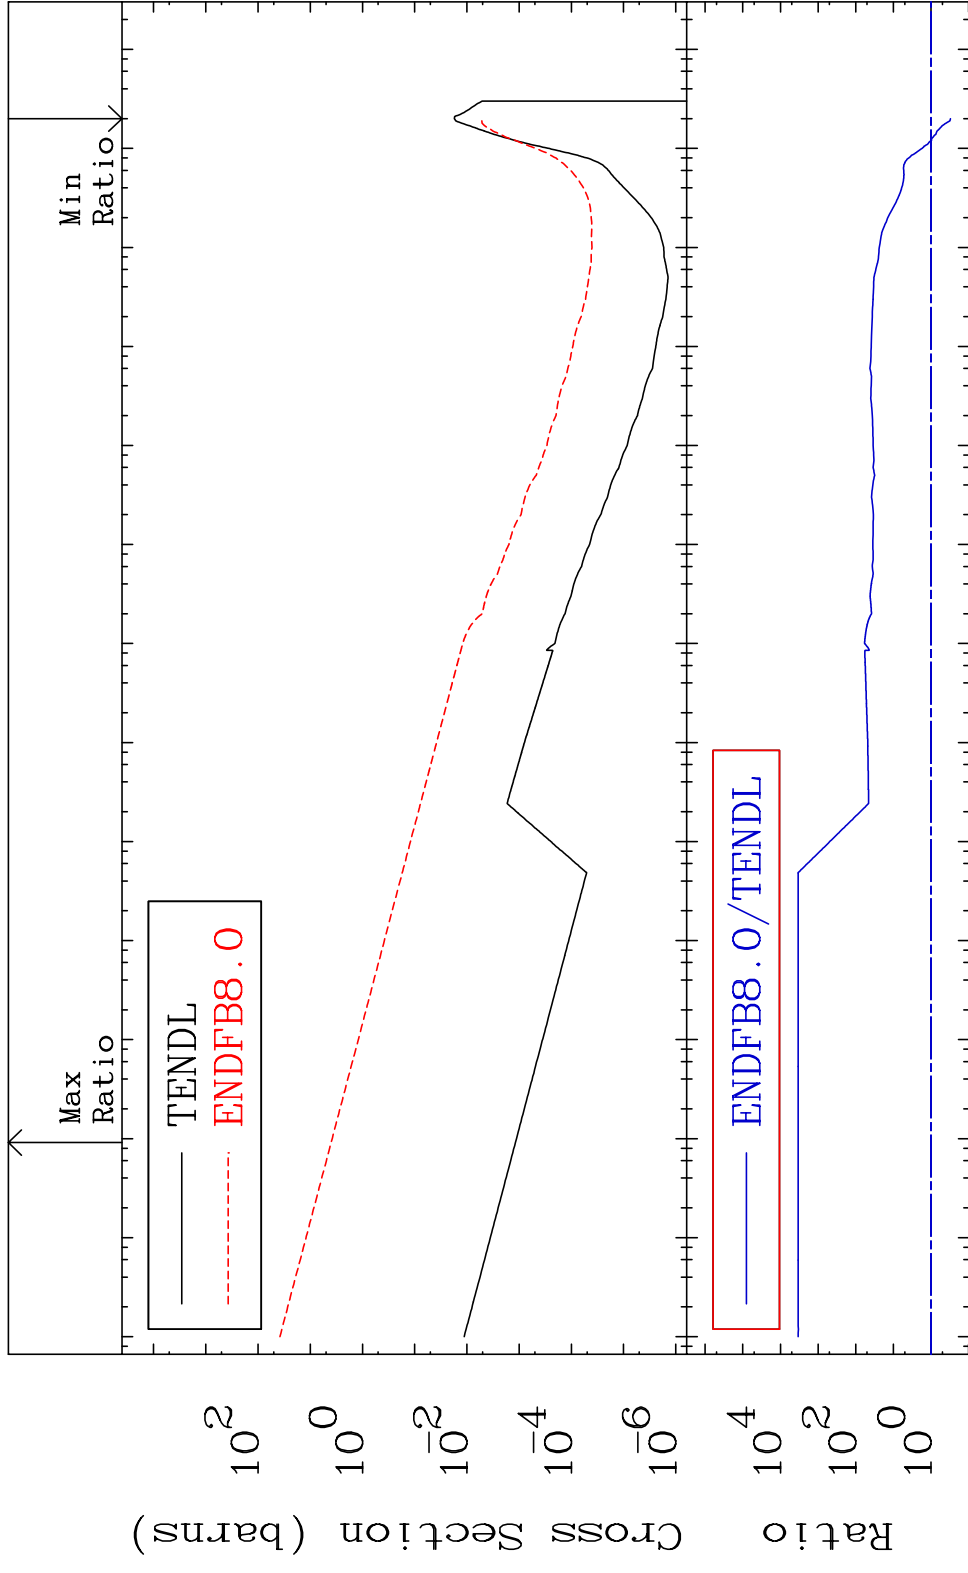 Max
Ratio
Min
Ratio
TENDL
ENDFB8.0
10^2
10^0
10^-2
10^-4
10^-6
Cross Section (barns)
ENDFB8.0/TENDL
10^4
10^2
10^0
Ratio